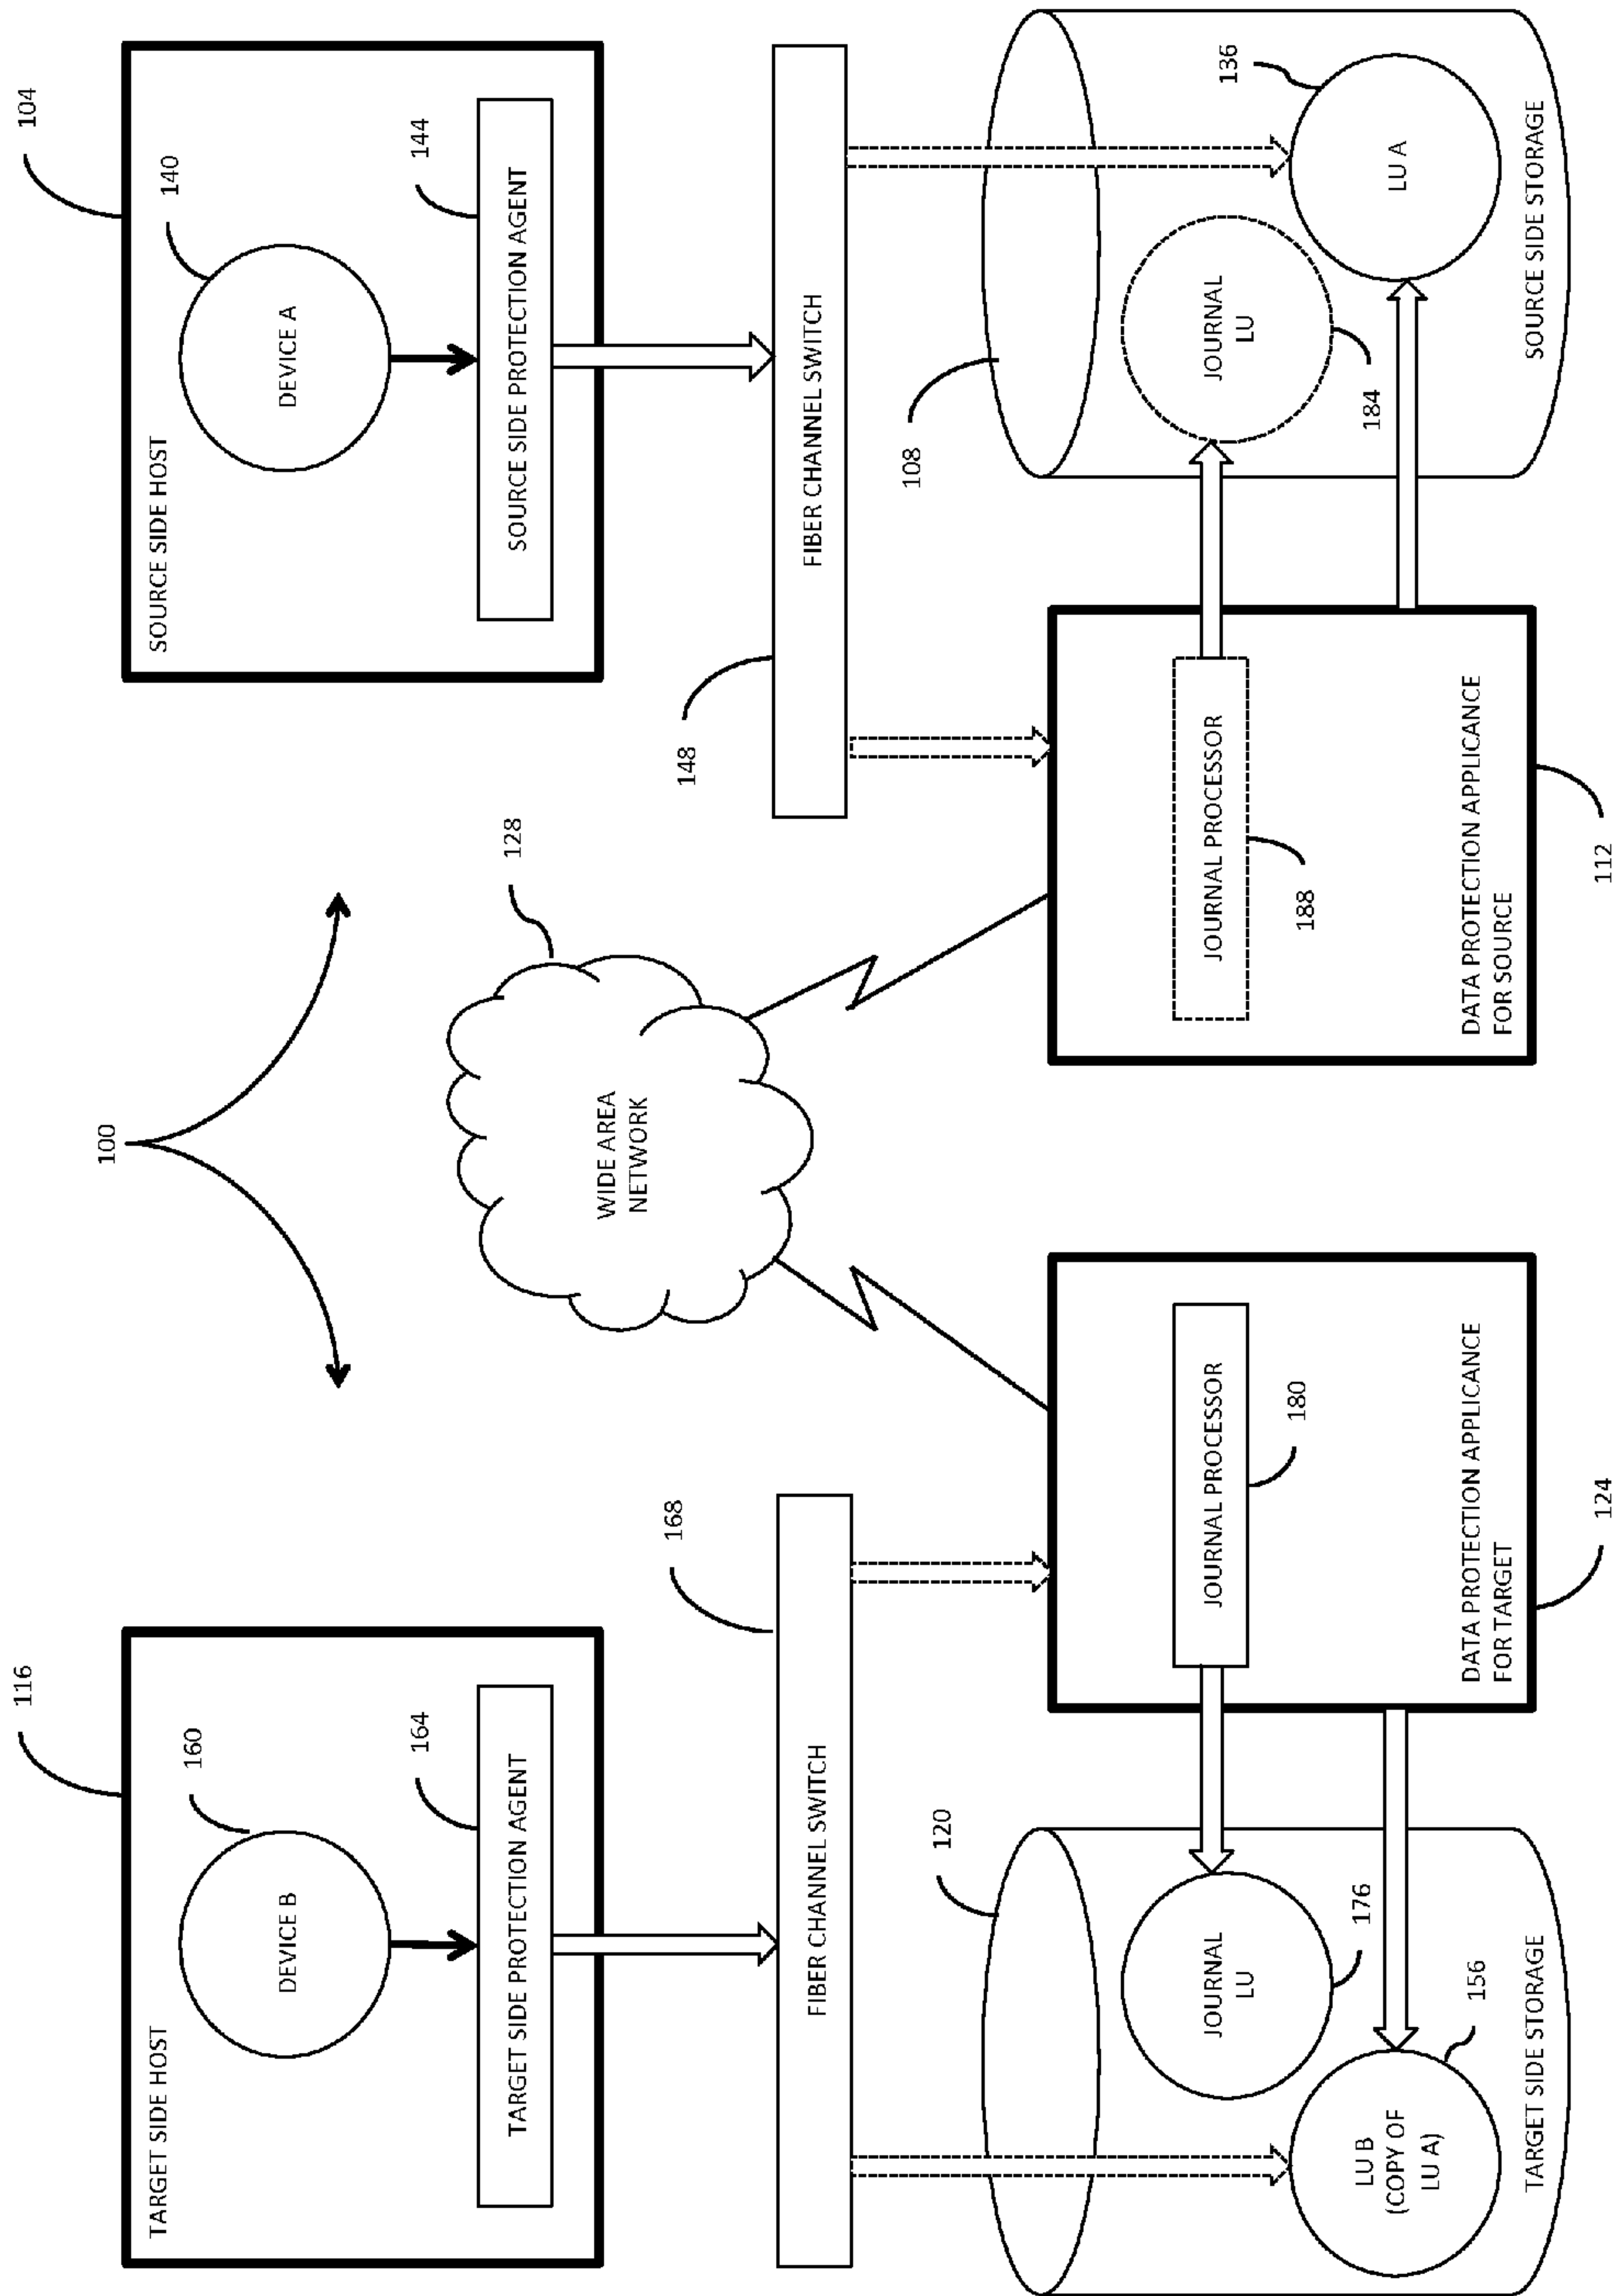 100
116
TARGET SIDE HOST
160
DEVICE B
164
TARGET SIDE PROTECTION AGENT
104
SOURCE SIDE HOST
140
DEVICE A
144
SOURCE SIDE PROTECTION AGENT
128
WIDE AREA
NETWORK
168
FIBER CHANNEL SWITCH
148
FIBER CHANNEL SWITCH
120
JOURNAL
LU
176
LU B
(COPY OF
LU A)
156
TARGET SIDE STORAGE
JOURNAL PROCESSOR
180
DATA PROTECTION APPLICANCE
FOR TARGET
124
JOURNAL PROCESSOR
188
DATA PROTECTION APPLICANCE
FOR SOURCE
112
108
JOURNAL
LU
184
136
LU A
SOURCE SIDE STORAGE